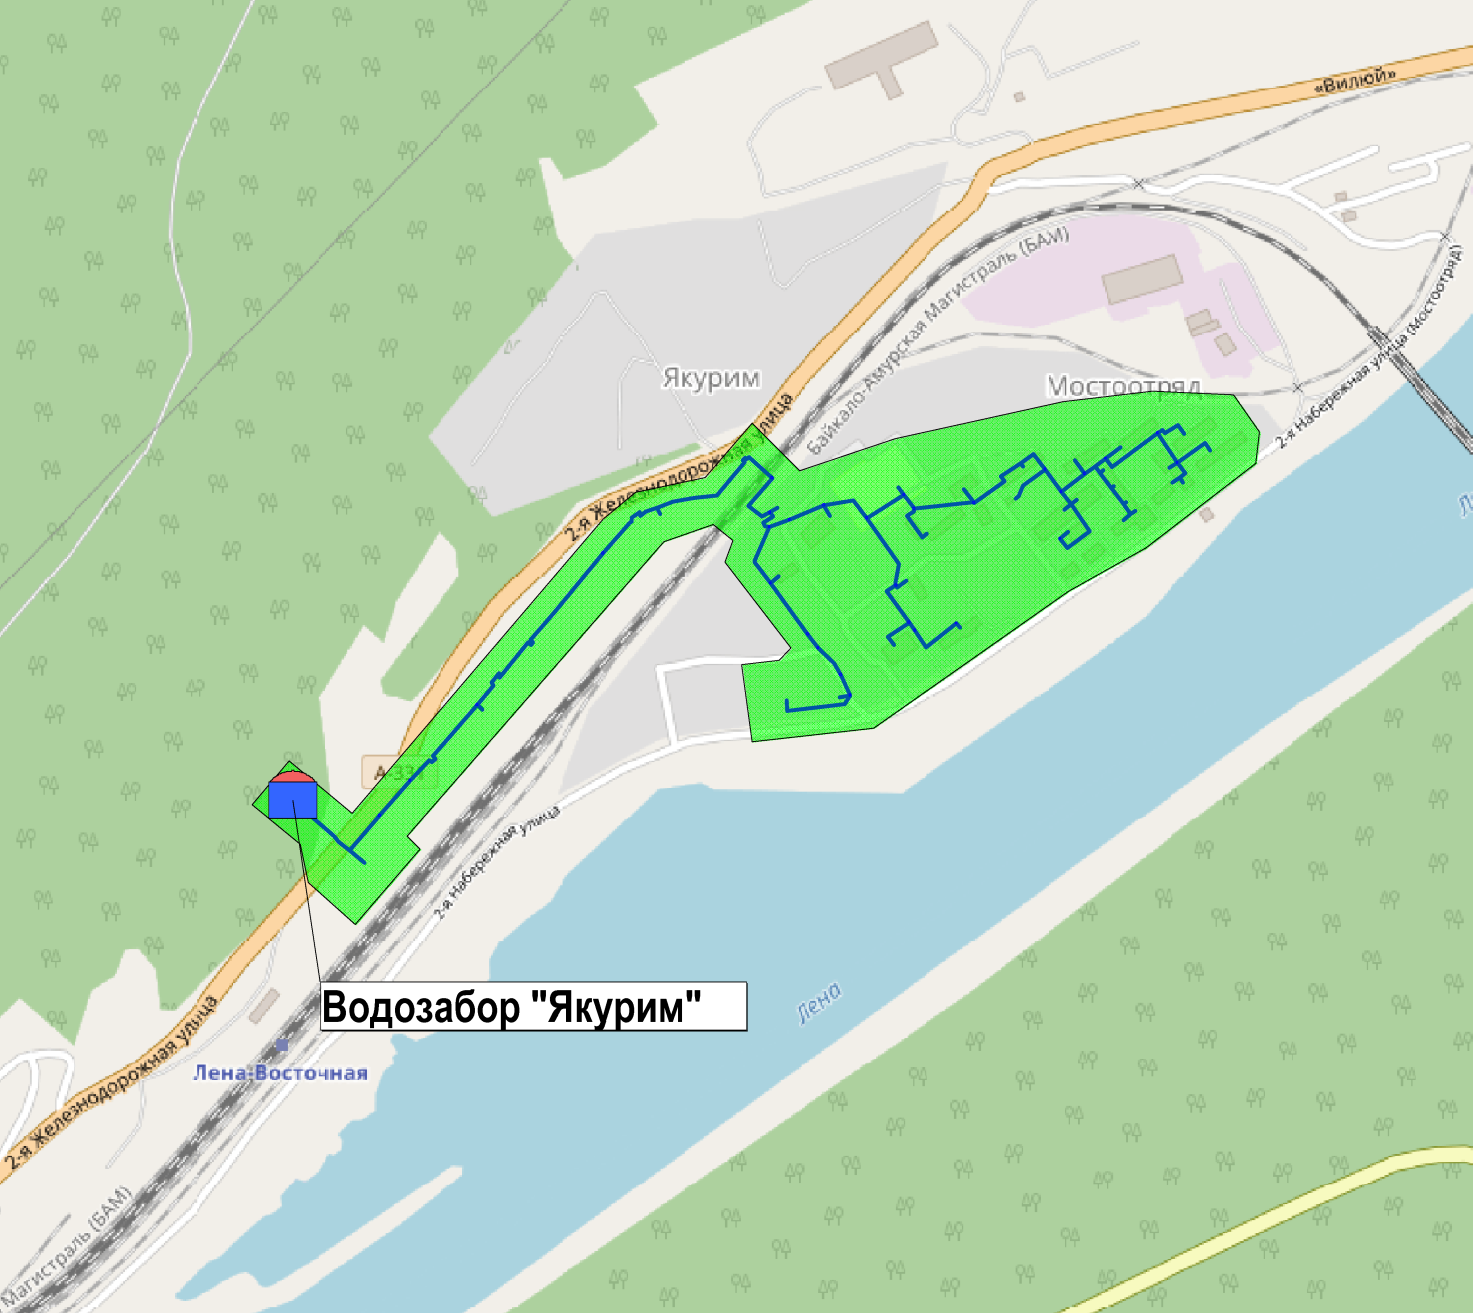 «Вилюй»
Байкало-Амурская Магистраль (БАМ)
2-я Набережная улица (Мостоотряд)
Якурим
Мостоотряд
2-я Железнодорожная улица
А-331
2-я Набережная улица
Водозабор "Якурим"
Лена
Лена-Восточная
2-я Железнодорожная улица
Магистраль (БАМ)